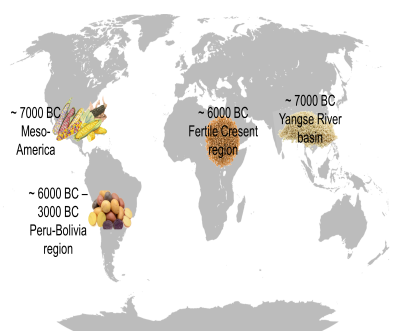 ~ 7000 BC
Meso-
America
~ 6000 BC
Fertile Cresent
region
~ 7000 BC
Yangse River
basin
~ 6000 BC –
3000 BC
Peru-Bolivia
region